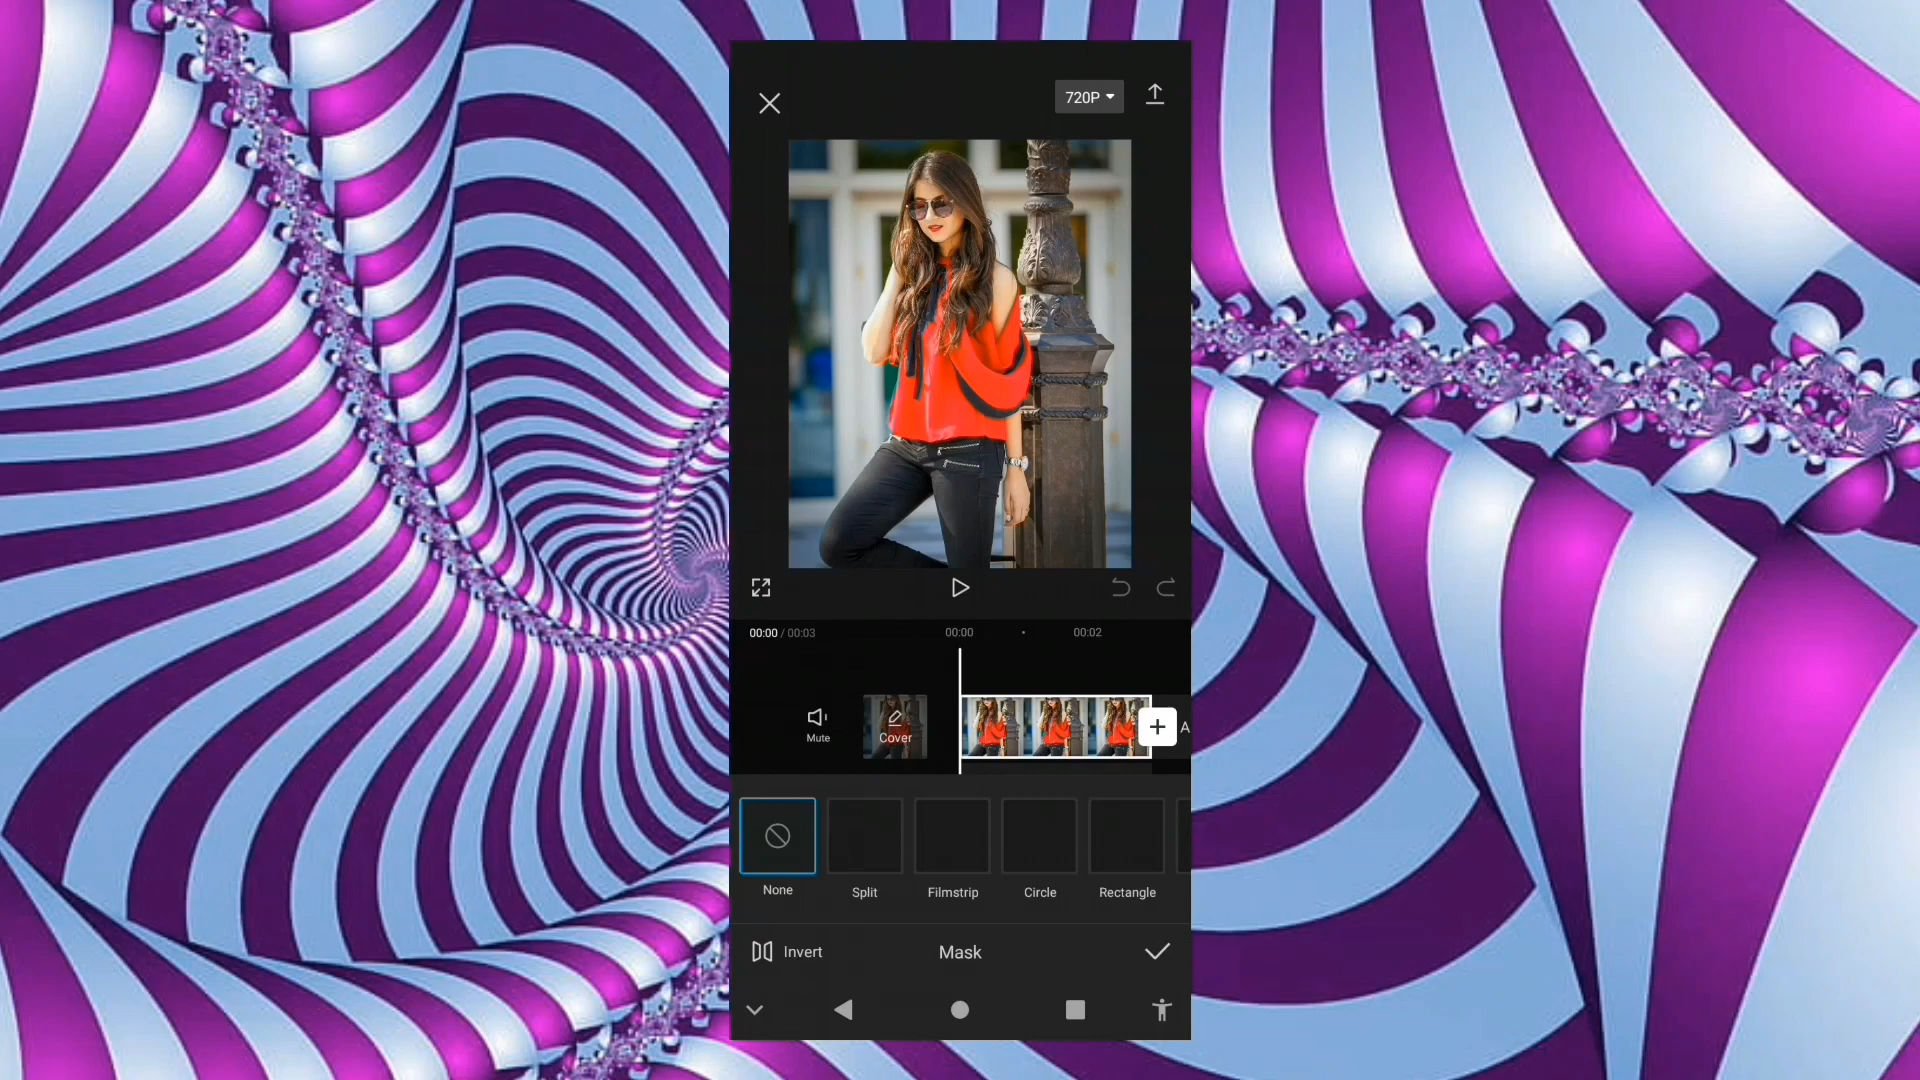 720P
00:00 / 00:03
00:00
00:02
Mute
Cover
A
None
Split
Filmstrip
Circle
Rectangle
Invert
Mask